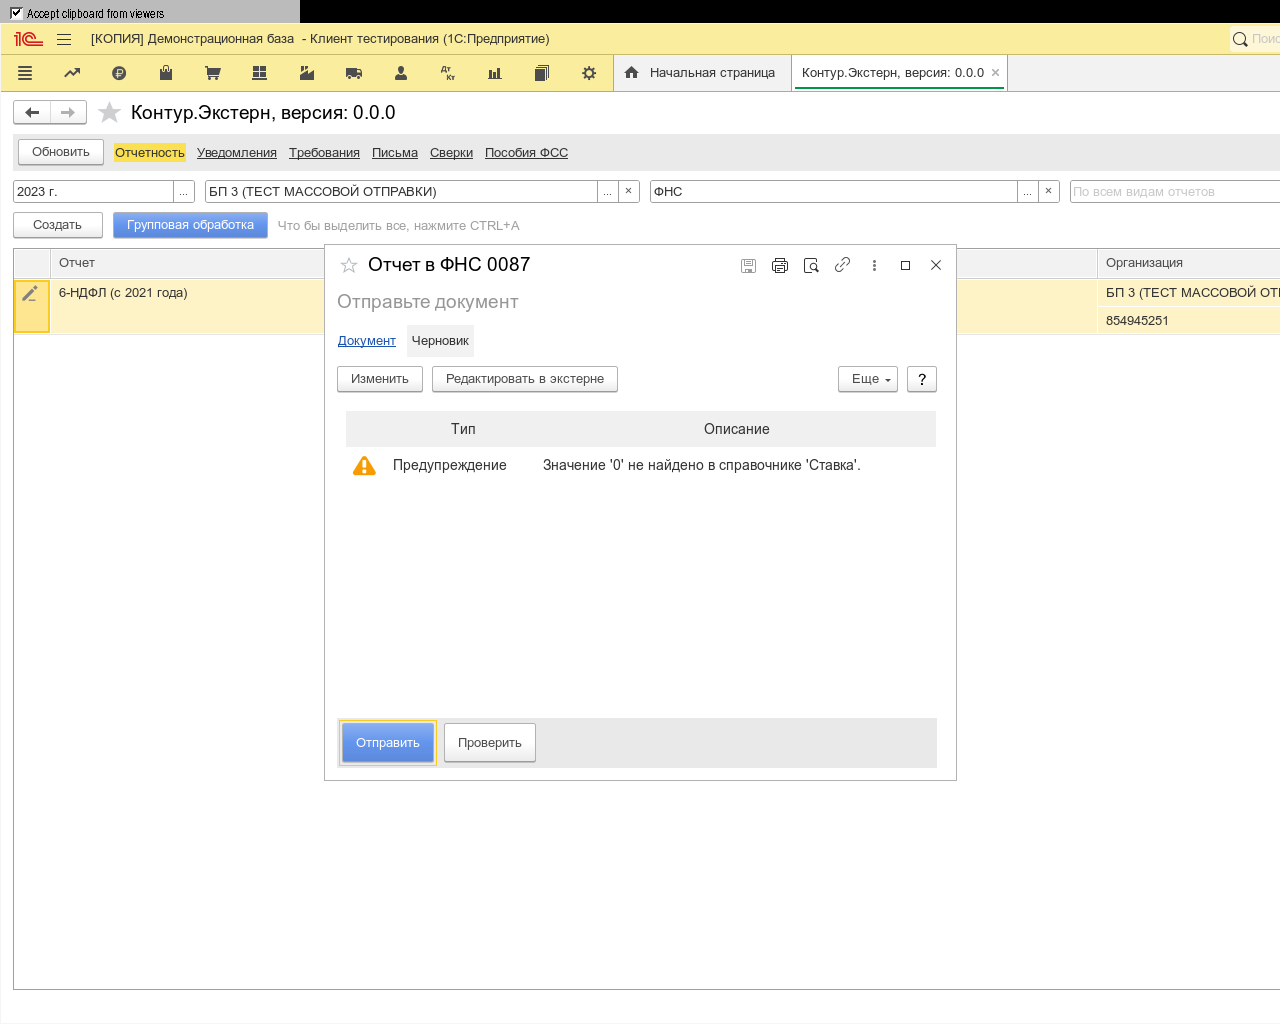 Accept clipboard from viewers
[КОПИЯ] Демонстрационная база - Клиент тестирования (1С:Предприятие)
Поис
Начальная страница
Контур.Экстерн, версия: 0.0.0
Контур.Экстерн, версия: 0.0.0
Обновить Отчетность Уведомления Требования Письма Сверки Пособия ФСС
2023 г. ... БП 3 (ТЕСТ МАССОВОЙ ОТПРАВКИ) ... × ФНС ... × По всем видам отчетов
Создать Групповая обработка Что бы выделить все, нажмите CTRL+A
Отчет Организация
6-НДФЛ (с 2021 года) БП 3 (ТЕСТ МАССОВОЙ ОТ
854945251
Отчет в ФНС 0087
Отправьте документ
Документ Черновик
Изменить Редактировать в экстерне Еще ?
Тип Описание
Предупреждение Значение '0' не найдено в справочнике 'Ставка'.
Отправить Проверить